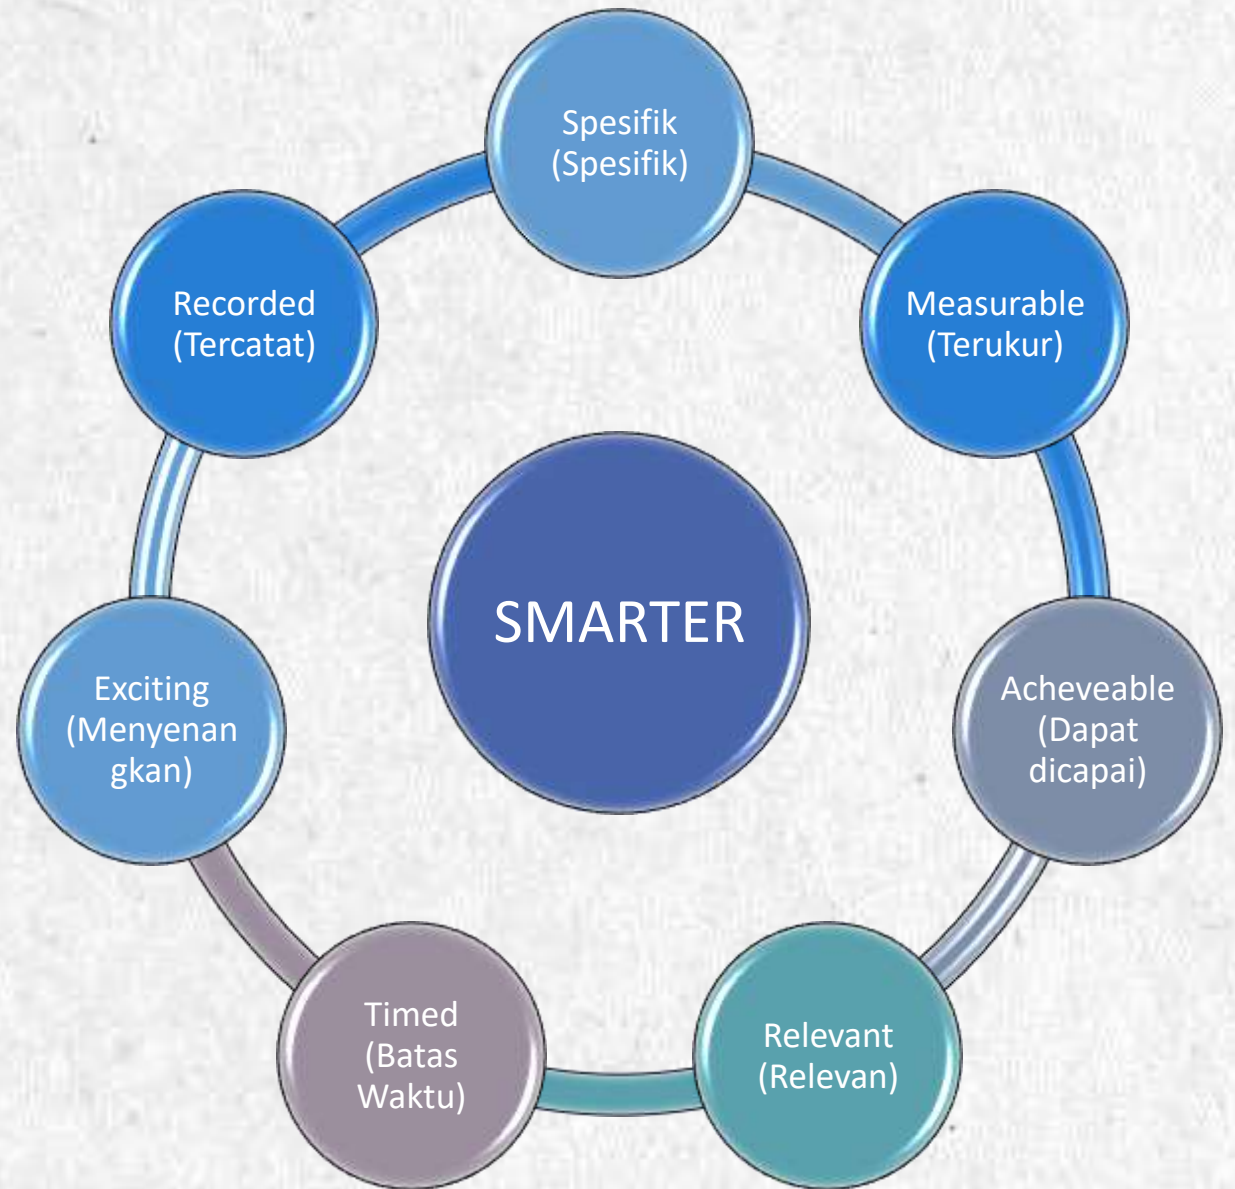 Spesifik
(Spesifik)
Measurable
(Terukur)
Acheveable
(Dapat
dicapai)
Relevant
(Relevan)
Timed
(Batas
Waktu)
Exciting
(Menyenan
gkan)
Recorded
(Tercatat)
SMARTER